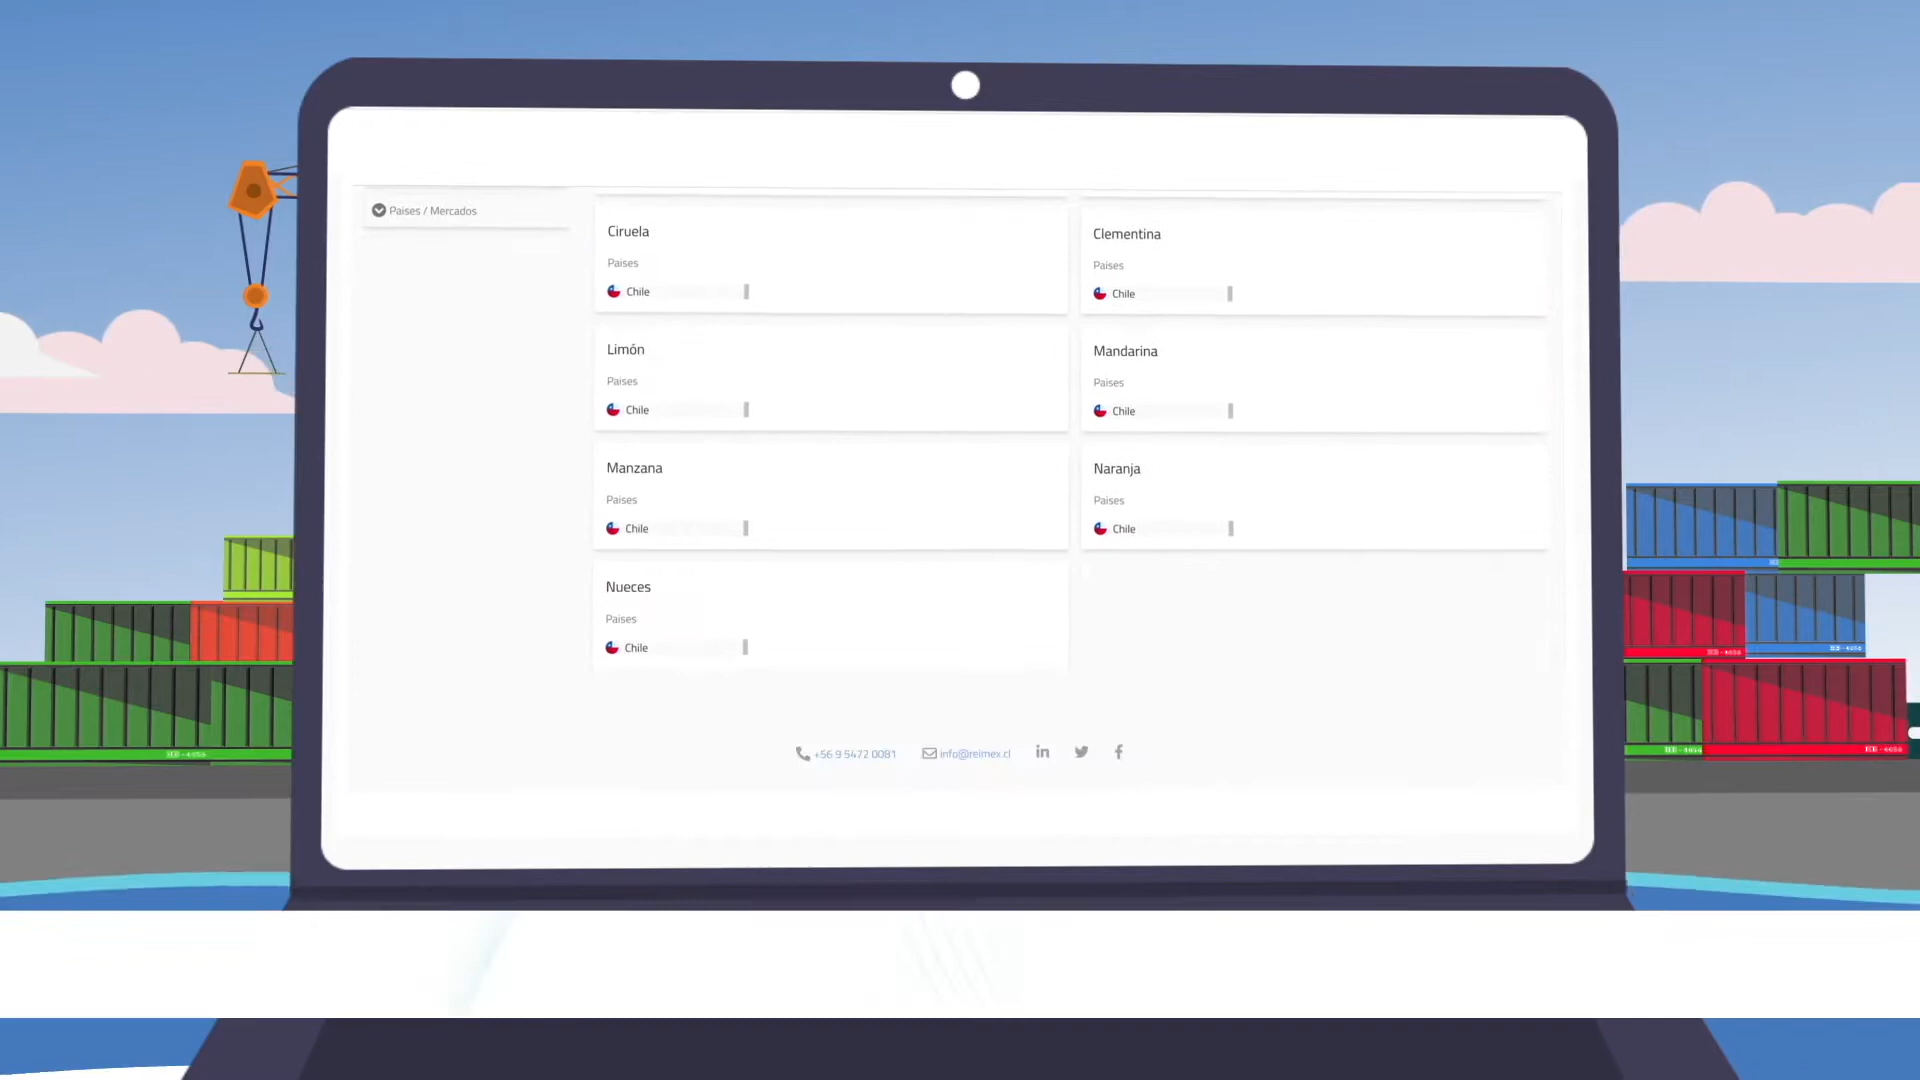 Paises / Mercados
Ciruela
Paises
Chile
Clementina
Paises
Chile
Limón
Paises
Chile
Mandarina
Paises
Chile
Manzana
Paises
Chile
Naranja
Paises
Chile
Nueces
Paises
Chile
+56 9 5472 0081
info@reimex.cl